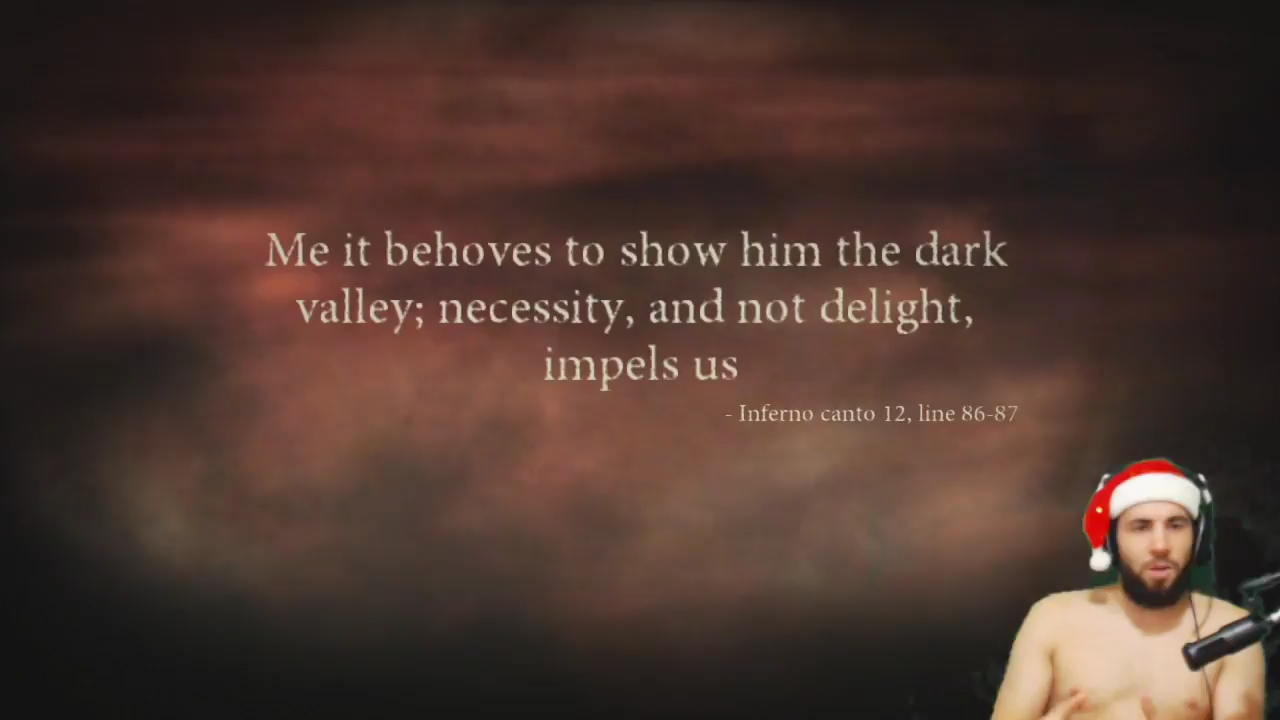 Me it behoves to show him the dark
valley; necessity, and not delight,
impels us
- Inferno canto 12, line 86-87